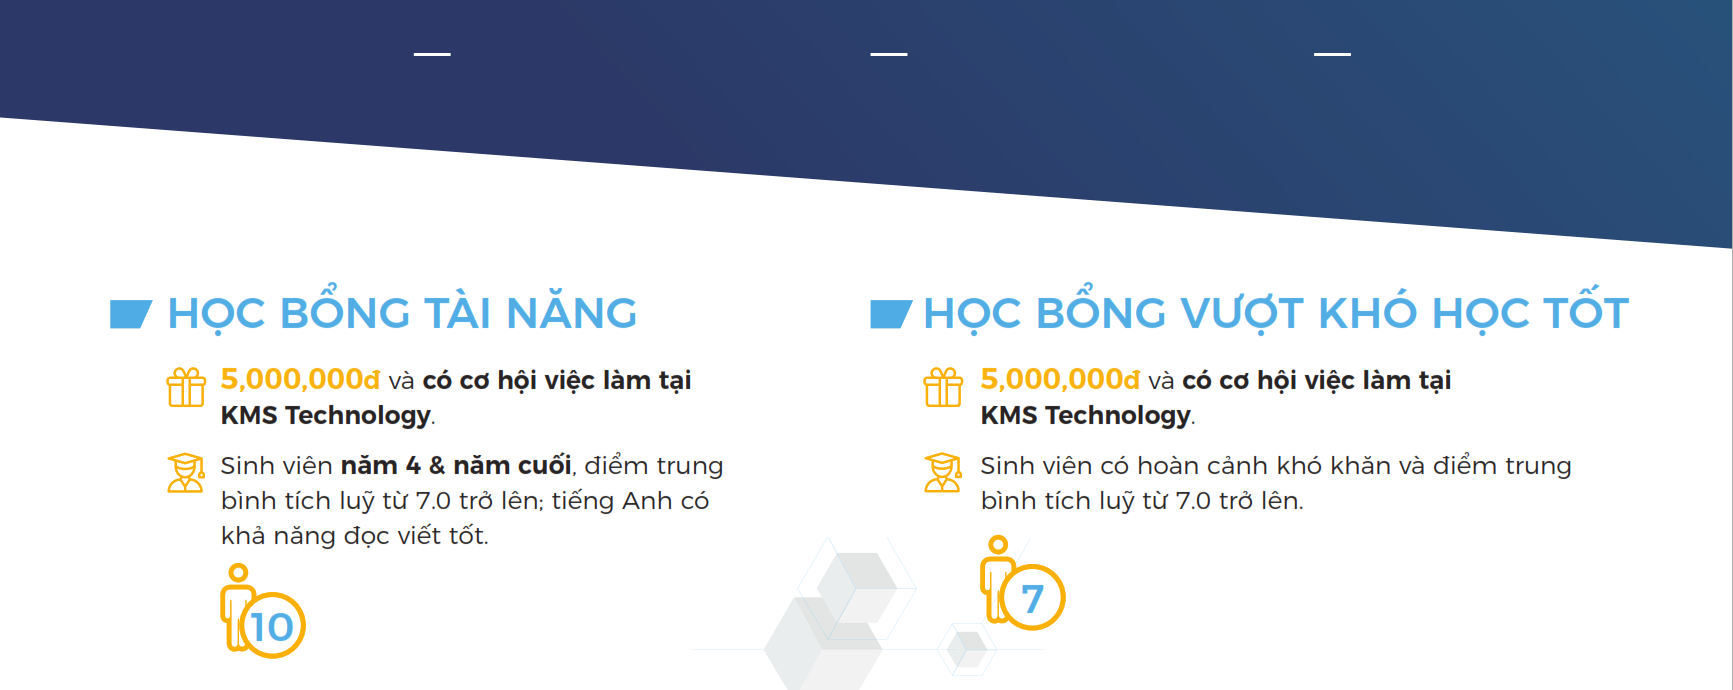 HỌC BỔNG TÀI NĂNG
5,000,000đ và có cơ hội việc làm tại
KMS Technology.
Sinh viên năm 4 & năm cuối, điểm trung
bình tích luỹ từ 7.0 trở lên; tiếng Anh có
khả năng đọc viết tốt.
10
HỌC BỔNG VƯỢT KHÓ HỌC TỐT
5,000,000đ và có cơ hội việc làm tại
KMS Technology.
Sinh viên có hoàn cảnh khó khăn và điểm trung
bình tích luỹ từ 7.0 trở lên.
7